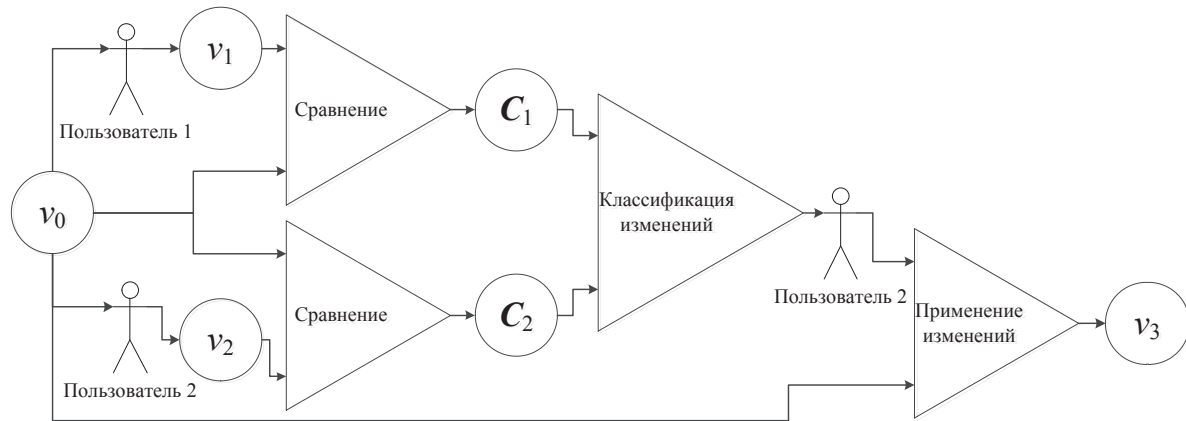 v1
Пользователь 1
Сравнение
C1
v0
Классификация
изменений
Пользователь 2
v2
Пользователь 2
Сравнение
C2
Применение
изменений
v3